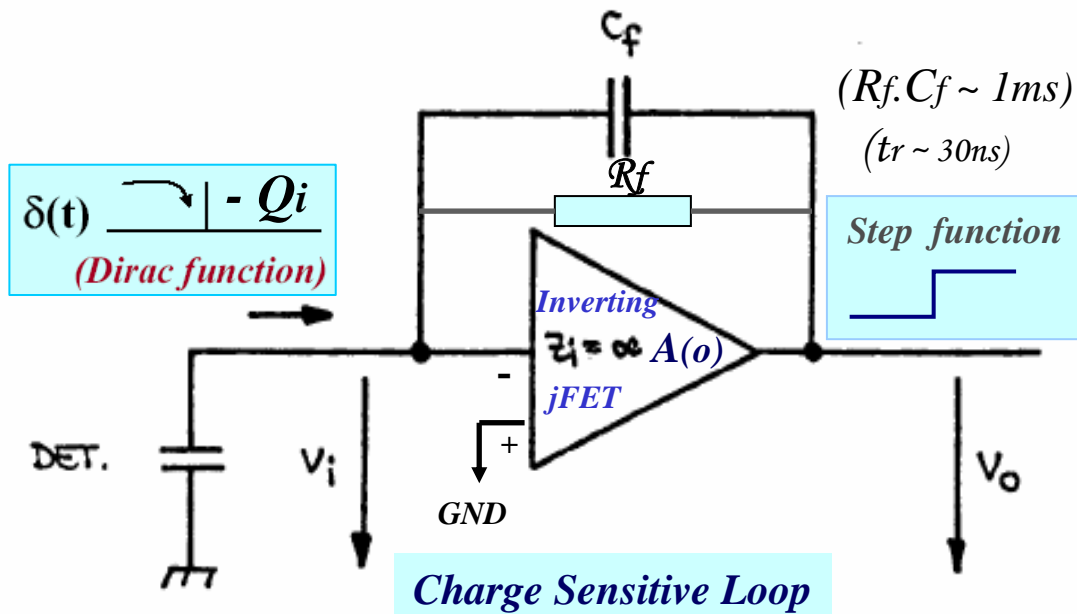 Cf
(Rf.Cf ~ 1ms)
(tr ~ 30ns)
Rf
δ(t) - Qi
(Dirac function)
Step function
Inverting
Zi = ∞ A(o)
-
jFET
+
DET.
Vi
GND
Vo
Charge Sensitive Loop